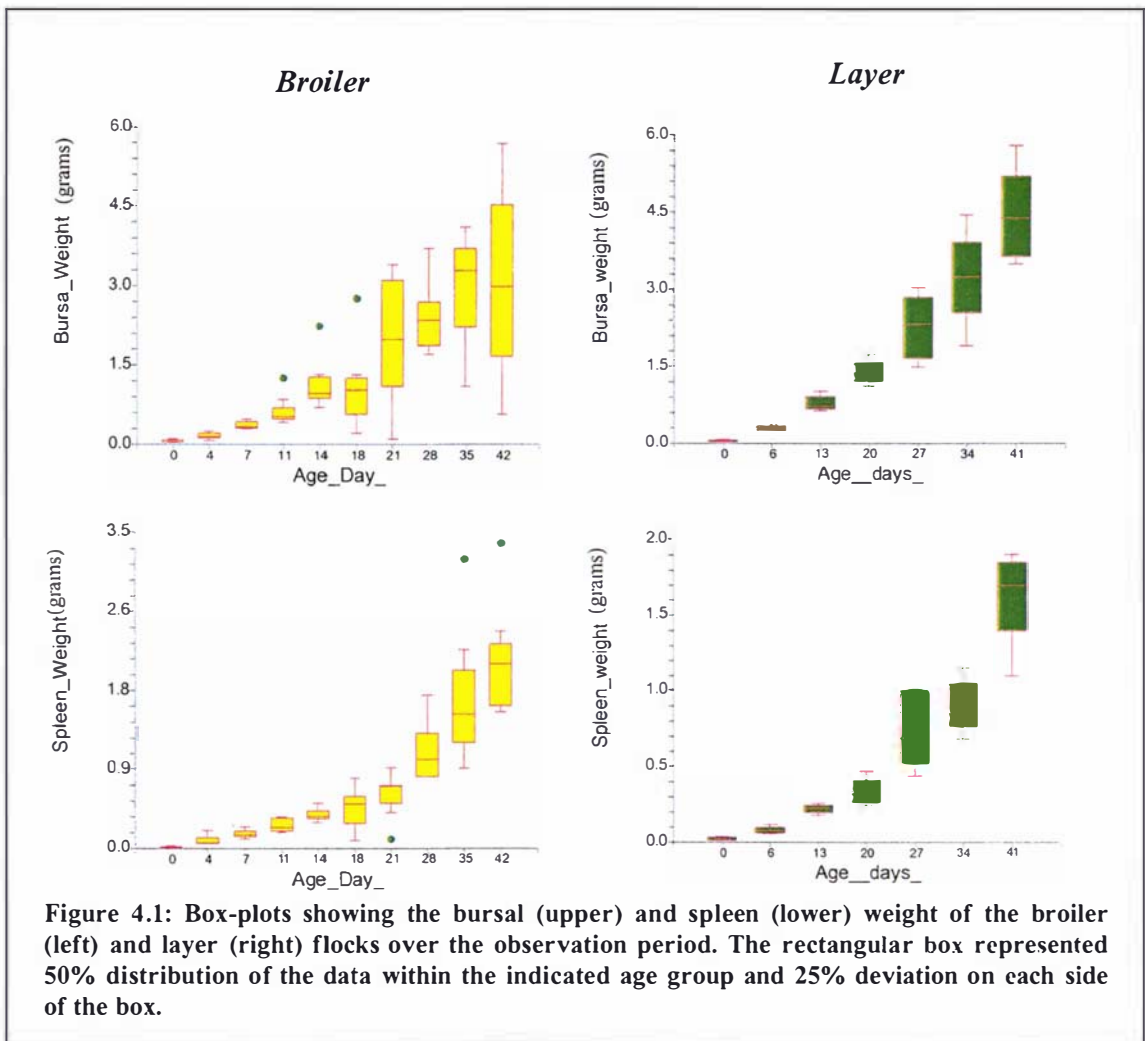 Broiler
Layer
Bursa_Weight (grams)
6.0
4.5
3.0
1.5
0.0
0 4 7 11 14 18 21 28 35 42
Age_Day_
Bursa_weight (grams)
6.0
4.5
3.0
1.5
0.0
0 6 13 20 27 34 41
Age__days_
Spleen_Weight(grams)
3.5
2.6
1.8
0.9
0.0
0 4 7 11 14 18 21 28 35 42
Age_Day_
Spleen_weight (grams)
2.0
1.5
1.0
0.5
0.0
0 6 13 20 27 34 41
Age__days_
Figure 4.1: Box-plots showing the bursal (upper) and spleen (lower) weight of the broiler
(left) and layer (right) flocks over the observation period. The rectangular box represented
50% distribution of the data within the indicated age group and 25% deviation on each side
of the box.